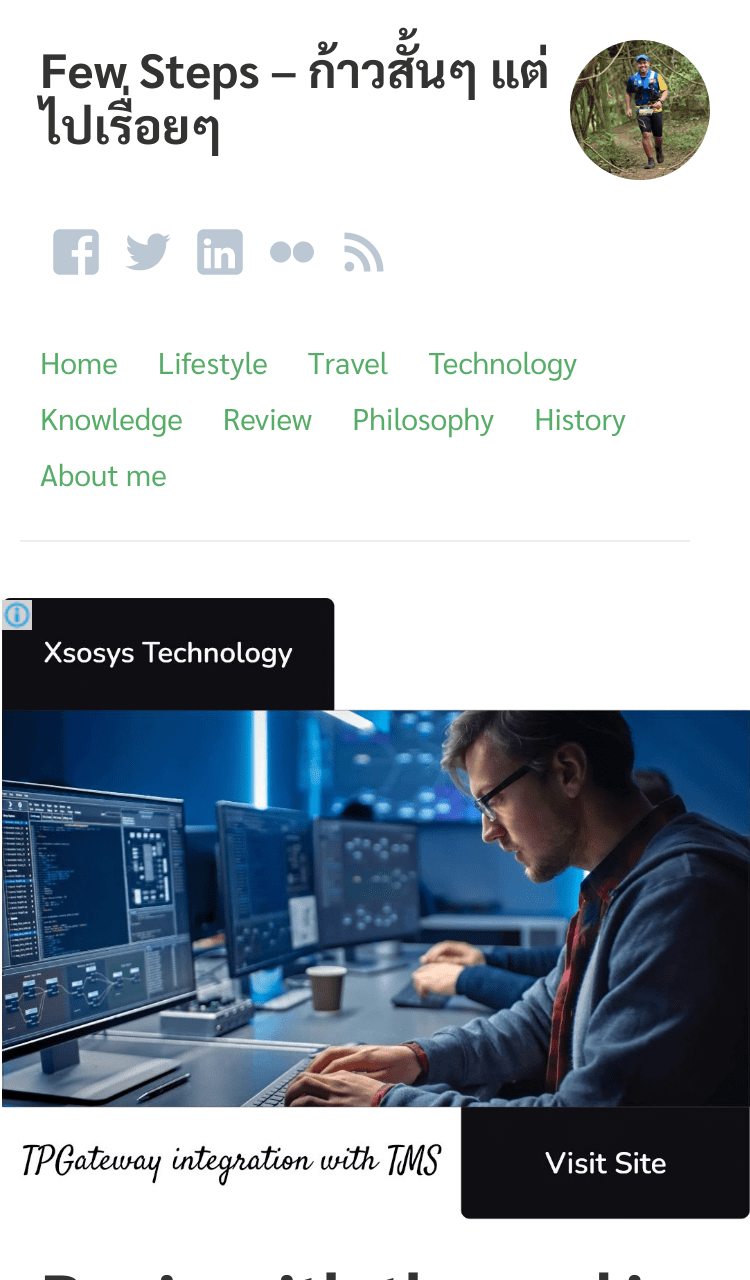 Few Steps – ก้าวสั้นๆ แต่
ไปเรื่อยๆ
Home Lifestyle Travel Technology
Knowledge Review Philosophy History
About me
Xsosys Technology
TPGateway integration with TMS
Visit Site